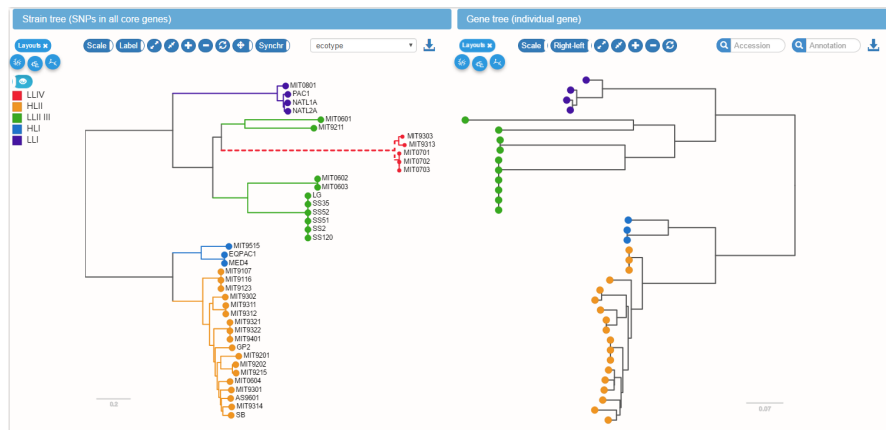 Strain tree (SNPs in all core genes)
Gene tree (individual gene)
Layouts ×
Scale
Label
Synchr
ecotype
Layouts ×
Scale
Right-left
Accession
Annotation
LLIV
HLII
LLII III
HLI
LLI
MIT0801
PAC1
NATL1A
NATL2A
MIT0601
MIT9211
MIT9303
MIT9313
MIT0701
MIT0702
MIT0703
MIT0602
MIT0603
LG
SS35
SS52
SS51
SS2
SS120
MIT9515
EQPAC1
MED4
MIT9107
MIT9116
MIT9123
MIT9302
MIT9311
MIT9312
MIT9321
MIT9322
MIT9401
GP2
MIT9201
MIT9202
MIT9215
MIT0604
MIT9301
AS9601
MIT9314
SB
0.2
0.07